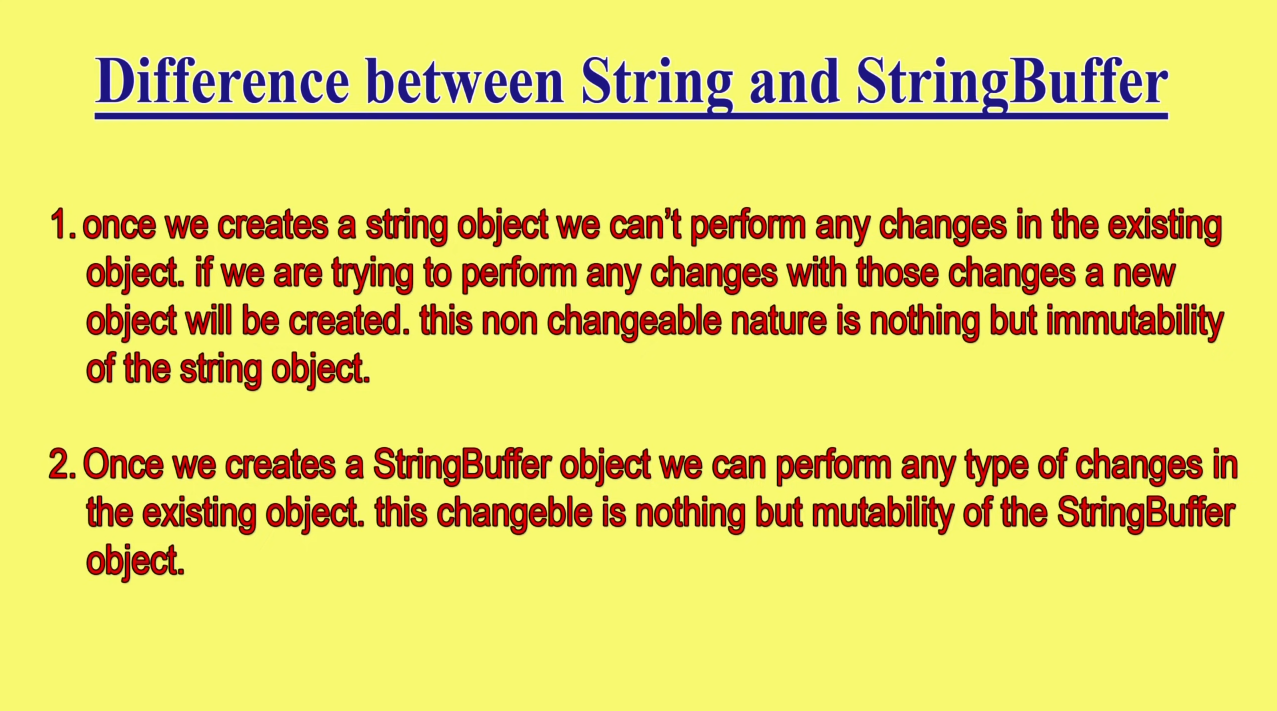 Difference between String and StringBuffer
1. once we creates a string object we can't perform any changes in the existing
object. if we are trying to perform any changes with those changes a new
object will be created. this non changeable nature is nothing but immutability
of the string object.
2. Once we creates a StringBuffer object we can perform any type of changes in
the existing object. this changeble is nothing but mutability of the StringBuffer
object.